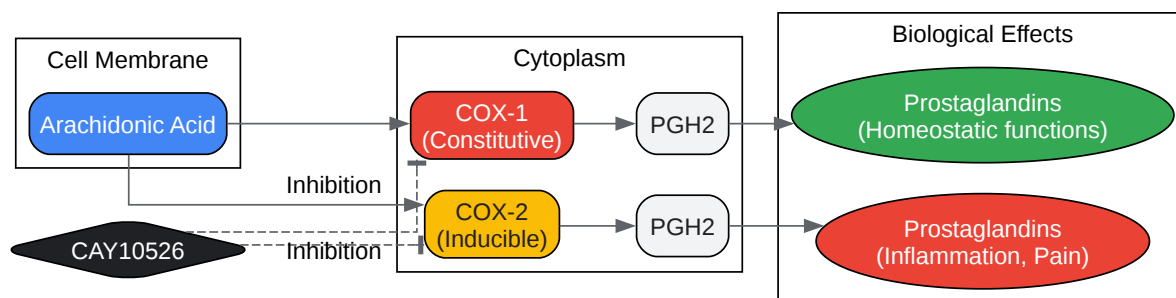 Cell Membrane
Arachidonic Acid
CAY10526
Inhibition
Inhibition
Cytoplasm
COX-1
(Constitutive)
PGH2
COX-2
(Inducible)
PGH2
Biological Effects
Prostaglandins
(Homeostatic functions)
Prostaglandins
(Inflammation, Pain)